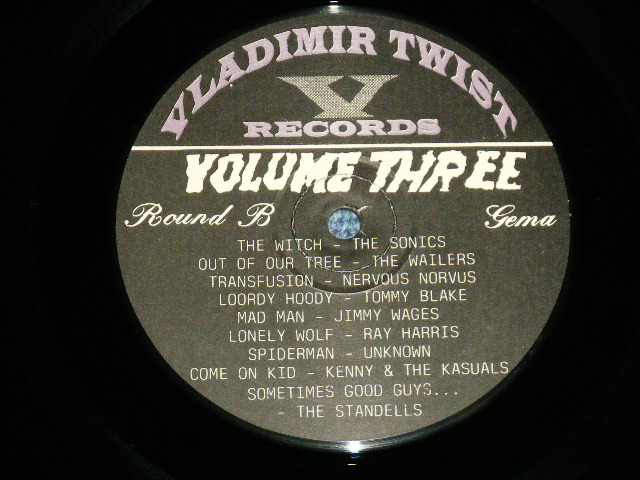 VLADIMIR TWIST
V
RECORDS
VOLUME THREE
Round B
Gema
THE WITCH - THE SONICS
OUT OF OUR TREE - THE WAILERS
TRANSFUSION - NERVOUS NORVUS
LOORDY HOODY - TOMMY BLAKE
MAD MAN - JIMMY WAGES
LONELY WOLF - RAY HARRIS
SPIDERMAN - UNKNOWN
COME ON KID - KENNY & THE KASUALS
SOMETIMES GOOD GUYS...
- THE STANDELLS